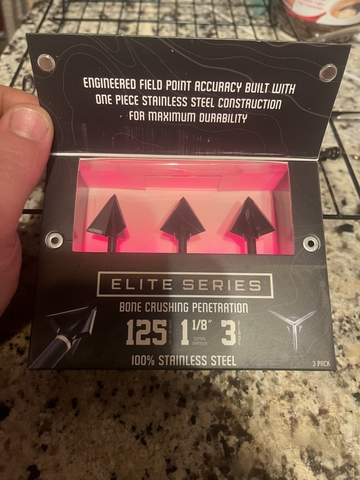 ENGINEERED FIELD POINT ACCURACY BUILT WITH
ONE PIECE STAINLESS STEEL CONSTRUCTION
FOR MAXIMUM DURABILITY
ELITE SERIES
BONE CRUSHING PENETRATION
125 1 1/8" 3
100% STAINLESS STEEL
3 PACK